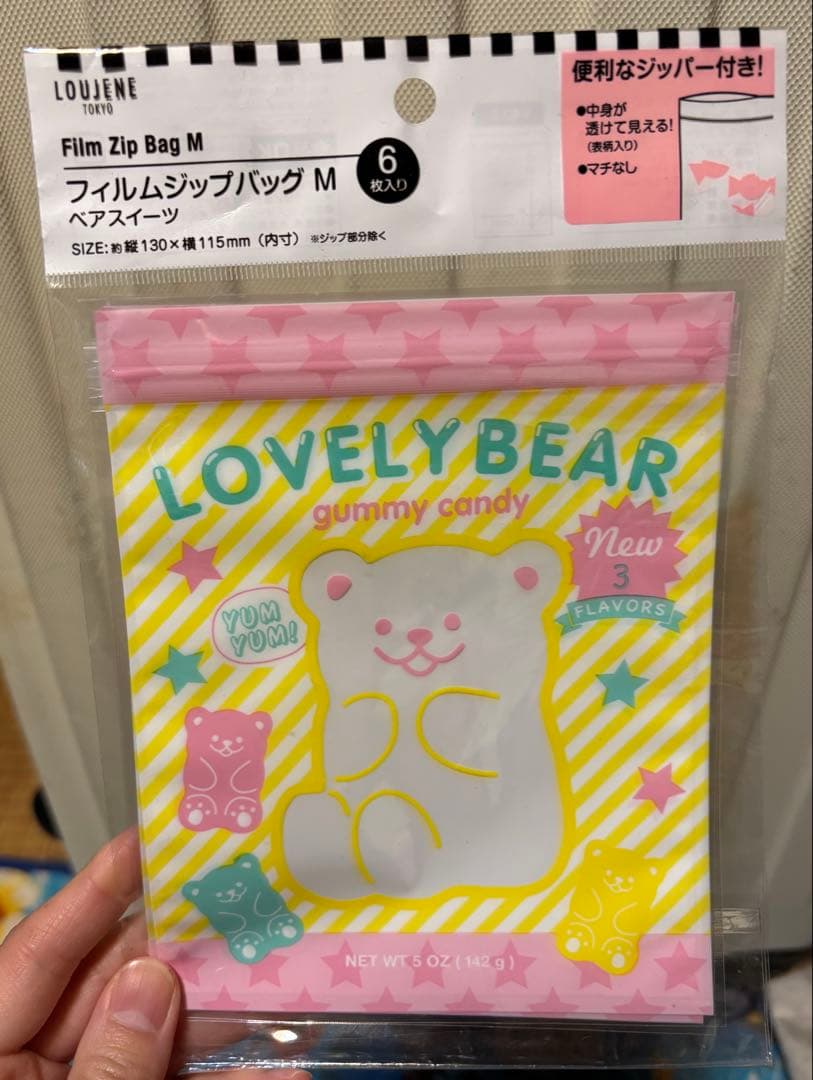 LOUJENE
TOKYO
Film Zip Bag M
フィルムジップバッグ M
ベアスイーツ
SIZE:約縦130×横115mm（内寸）※ジップ部分除く
6
枚入り
便利なジッパー付き!
●中身が
透けて見える!
（表柄入り）
●マチなし
LOVELY BEAR
gummy candy
New
3
FLAVORS
YUM
YUM!
NET WT 5 OZ (142 g)